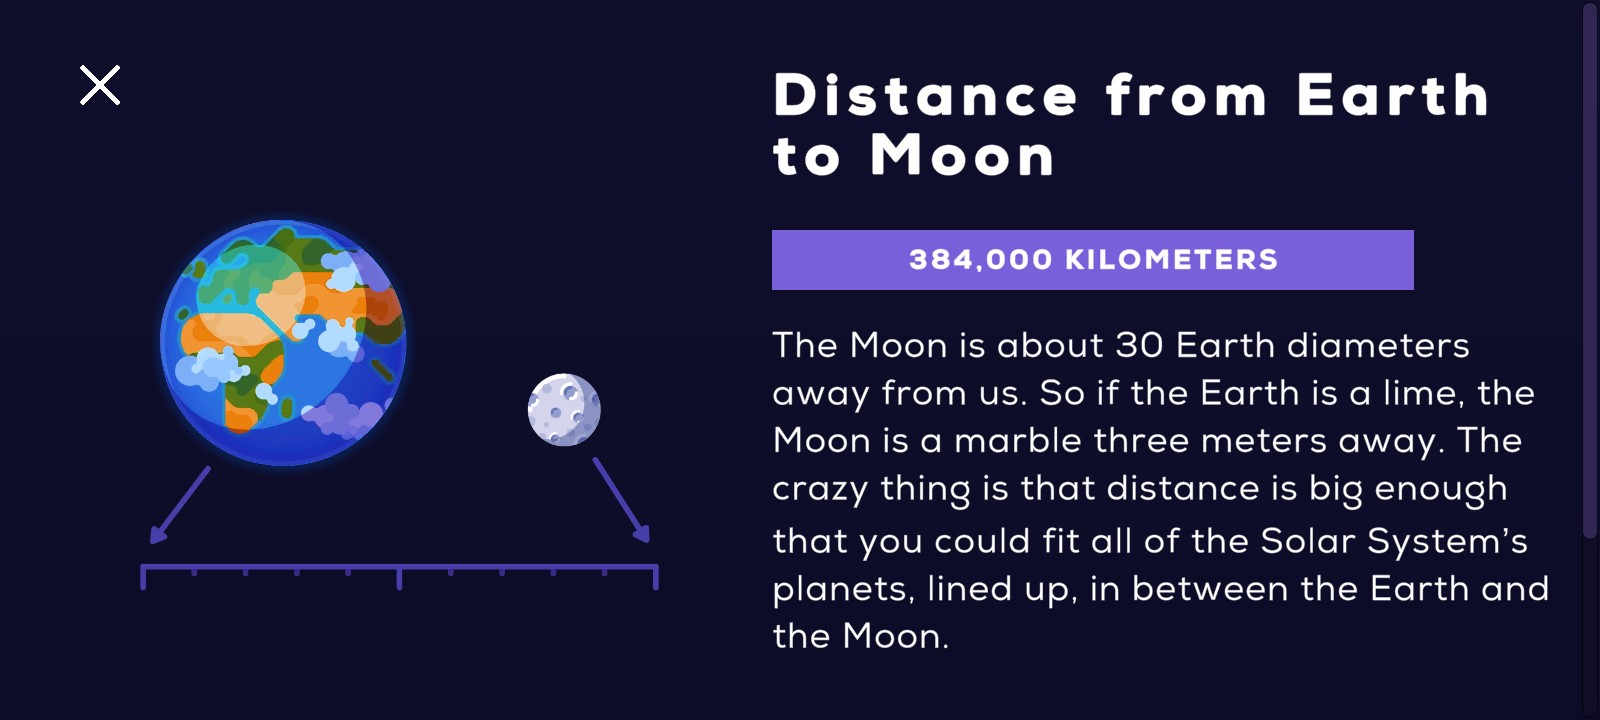 Distance from Earth
to Moon
384,000 KILOMETERS
The Moon is about 30 Earth diameters
away from us. So if the Earth is a lime, the
Moon is a marble three meters away. The
crazy thing is that distance is big enough
that you could fit all of the Solar System’s
planets, lined up, in between the Earth and
the Moon.